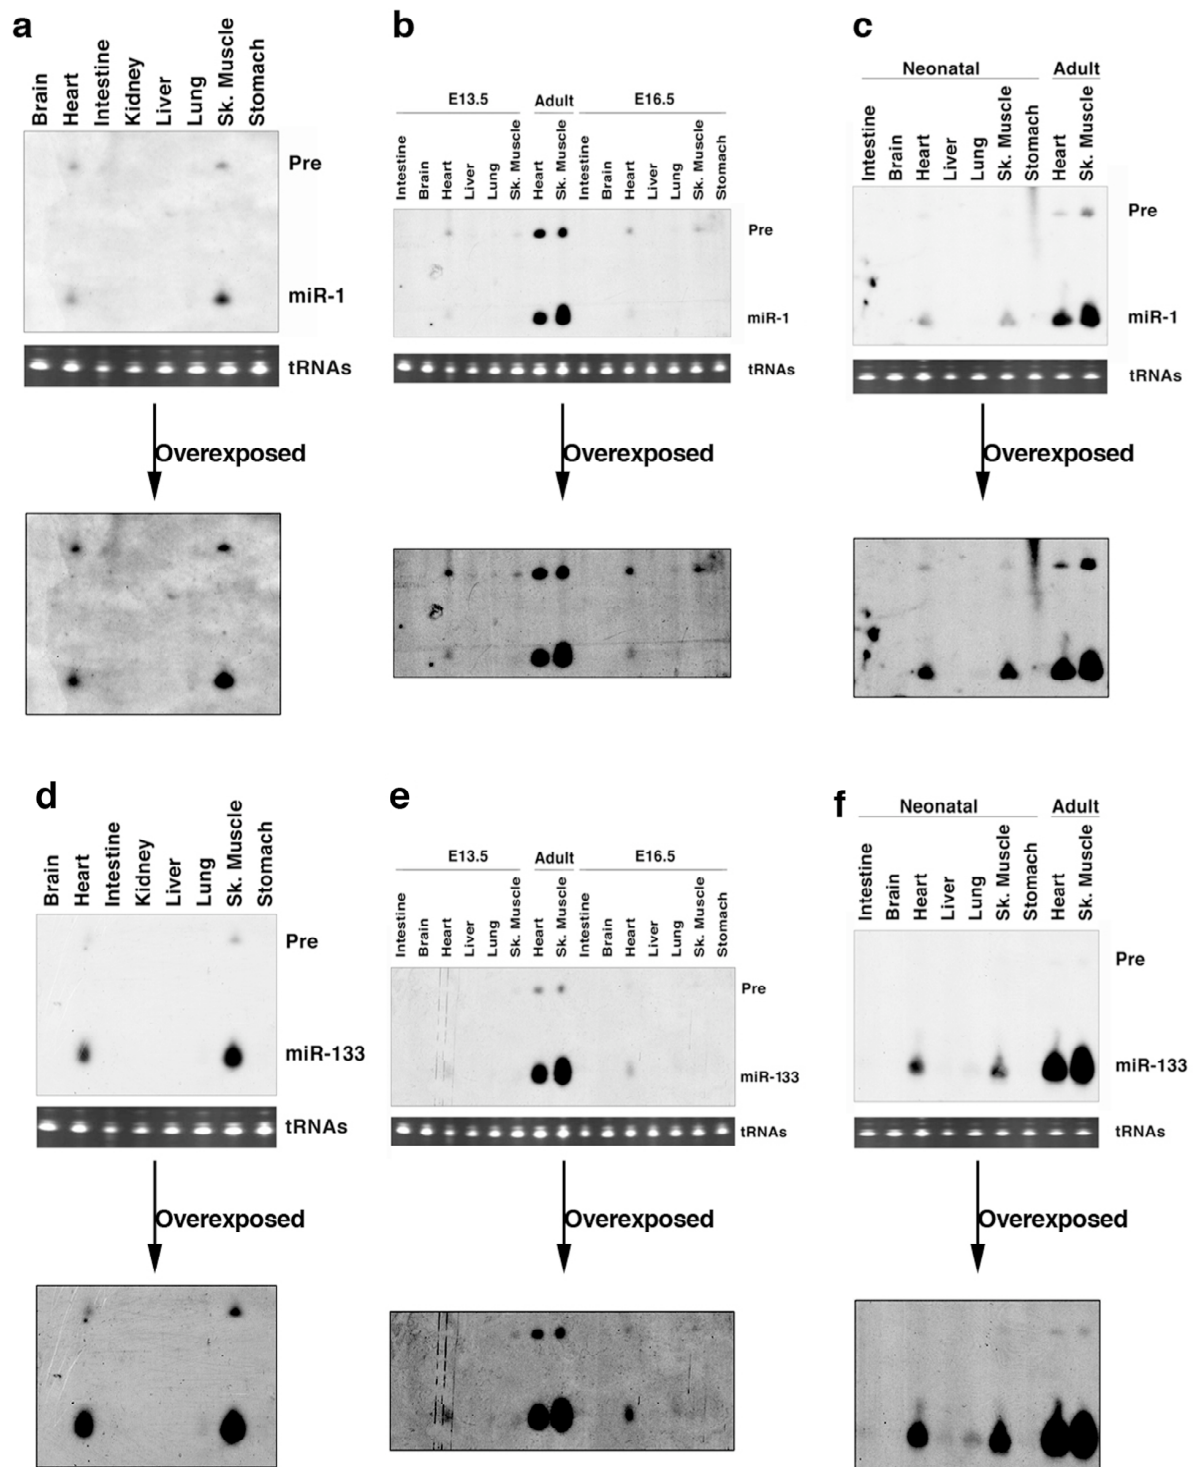 a
Brain
Heart
Intestine
Kidney
Liver
Lung
Sk. Muscle
Stomach
Pre
miR-1
tRNAs
Overexposed
b
E13.5 Adult E16.5
Intestine
Brain
Heart
Liver
Lung
Sk. Muscle
Heart
Sk. Muscle
Intestine
Brain
Heart
Liver
Lung
Sk. Muscle
Stomach
Pre
miR-1
tRNAs
Overexposed
c
Neonatal Adult
Intestine
Brain
Heart
Liver
Lung
Sk. Muscle
Stomach
Heart
Sk. Muscle
Pre
miR-1
tRNAs
Overexposed
d
Brain
Heart
Intestine
Kidney
Liver
Lung
Sk. Muscle
Stomach
Pre
miR-133
tRNAs
Overexposed
e
E13.5 Adult E16.5
Intestine
Brain
Heart
Liver
Lung
Sk. Muscle
Heart
Sk. Muscle
Intestine
Brain
Heart
Liver
Lung
Sk. Muscle
Stomach
Pre
miR-133
tRNAs
Overexposed
f
Neonatal Adult
Intestine
Brain
Heart
Liver
Lung
Sk. Muscle
Stomach
Heart
Sk. Muscle
Pre
miR-133
tRNAs
Overexposed